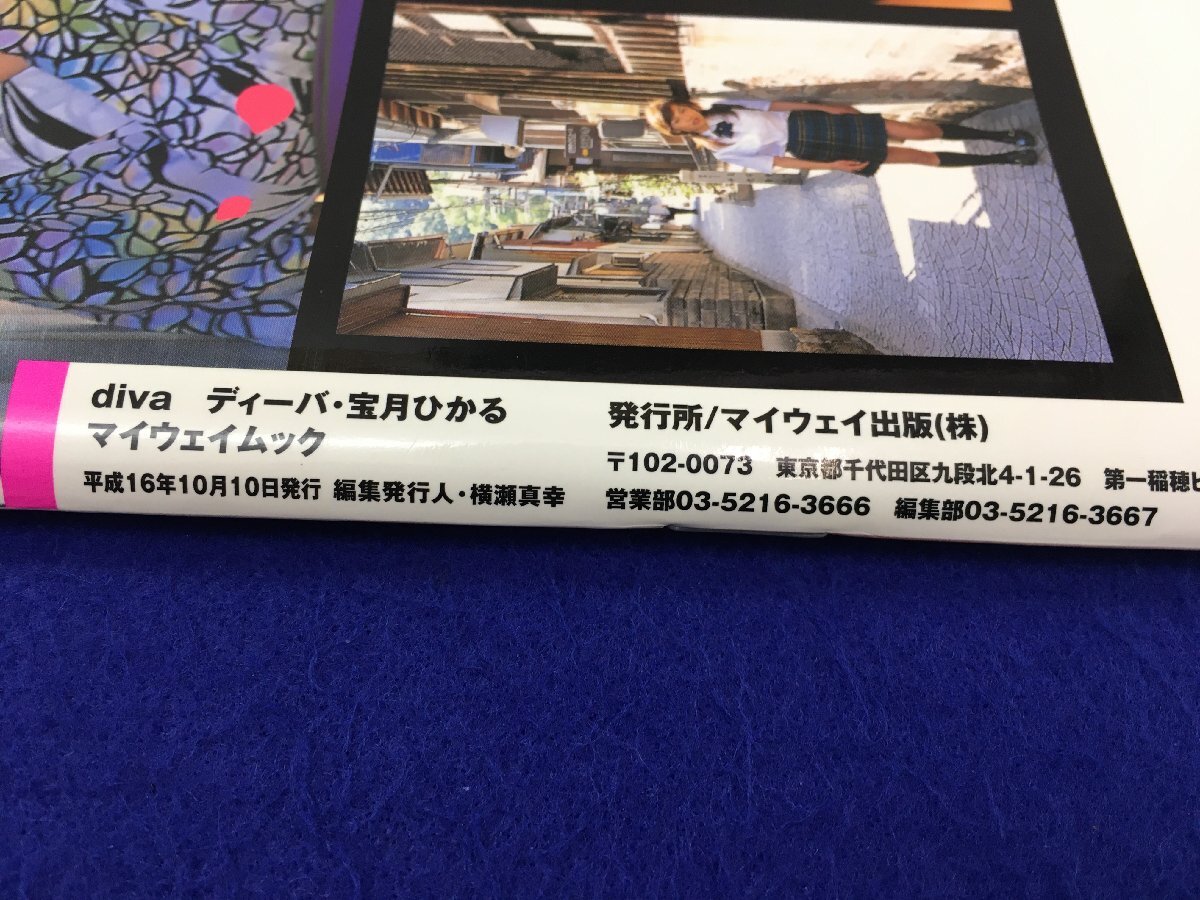 diva ディーバ・宝月ひかる
マイウェイムック
平成16年10月10日発行 編集発行人・横瀬真幸
発行所/マイウェイ出版(株)
〒102-0073 東京都千代田区九段北4-1-26 第一稲穂ビ
営業部03-5216-3666 編集部03-5216-3667